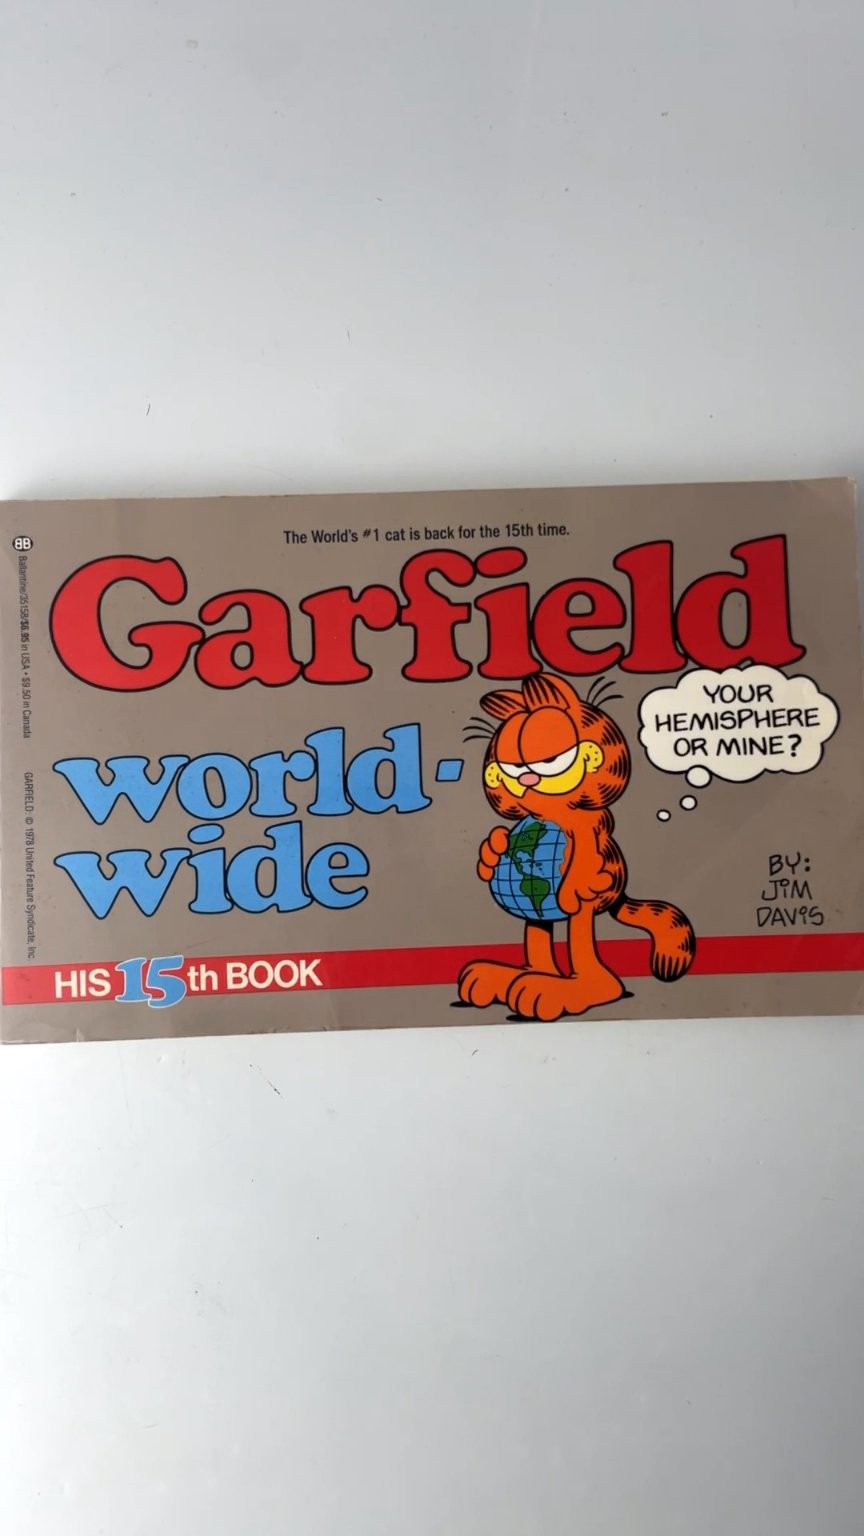 The World's #1 cat is back for the 15th time.
Garfield
world-
wide
YOUR
HEMISPHERE
OR MINE?
BY:
JIM
DAVIS
HIS 15th BOOK
BB
Ballantine/35158/$6.95 in USA • $9.50 in Canada
GARFIELD: © 1978 United Feature Syndicate, Inc.